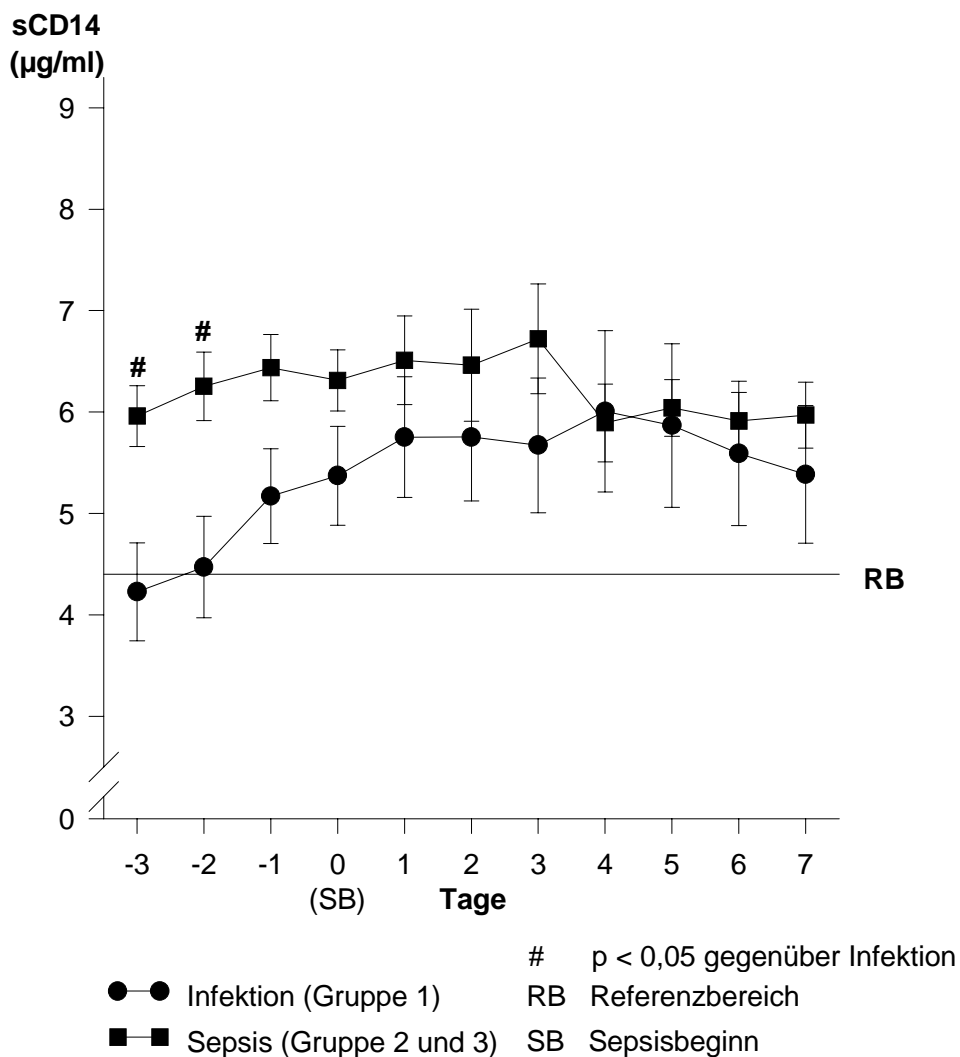 sCD14
(µg/ml)
9
8
7
6
5
4
3
0
# #
RB
-3 -2 -1 0 1 2 3 4 5 6 7
(SB) Tage
# p < 0,05 gegenüber Infektion
Infektion (Gruppe 1) RB Referenzbereich
Sepsis (Gruppe 2 und 3) SB Sepsisbeginn